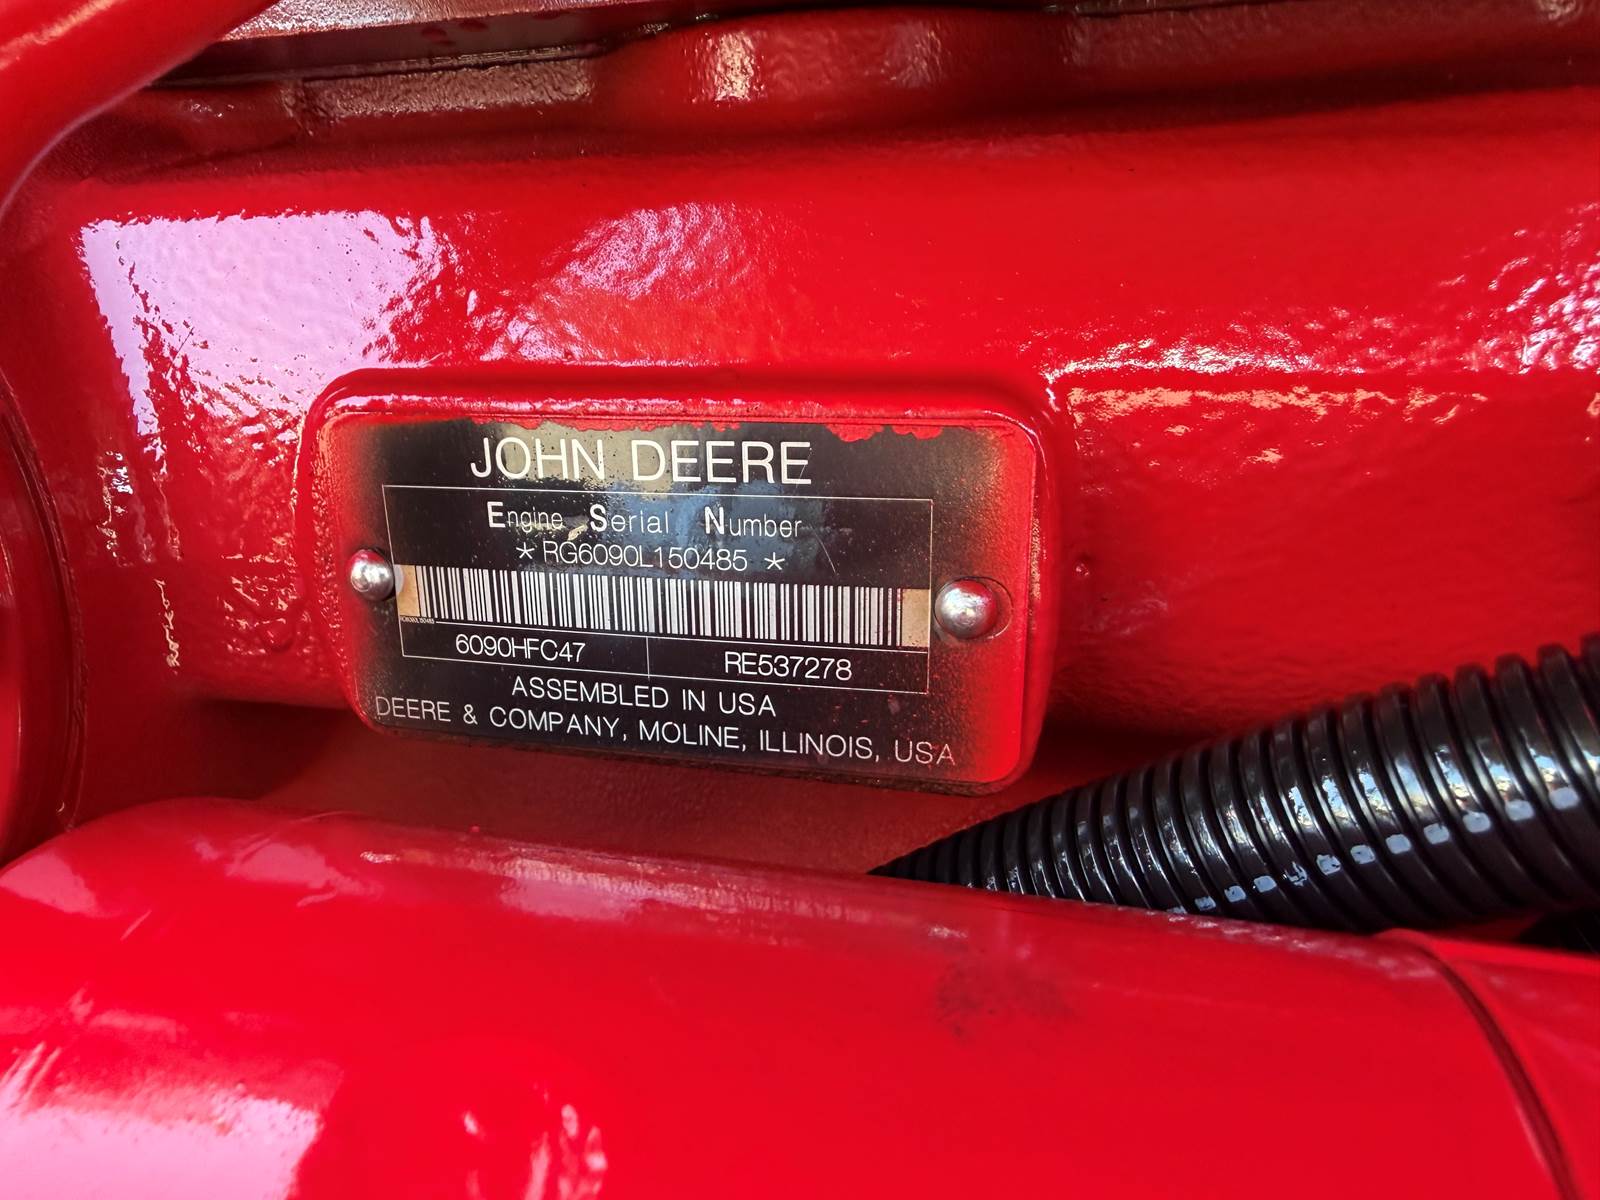 JOHN DEERE
Engine Serial Number
* RG6090L150485 *
6090HFC47 RE537278
ASSEMBLED IN USA
DEERE & COMPANY, MOLINE, ILLINOIS, USA